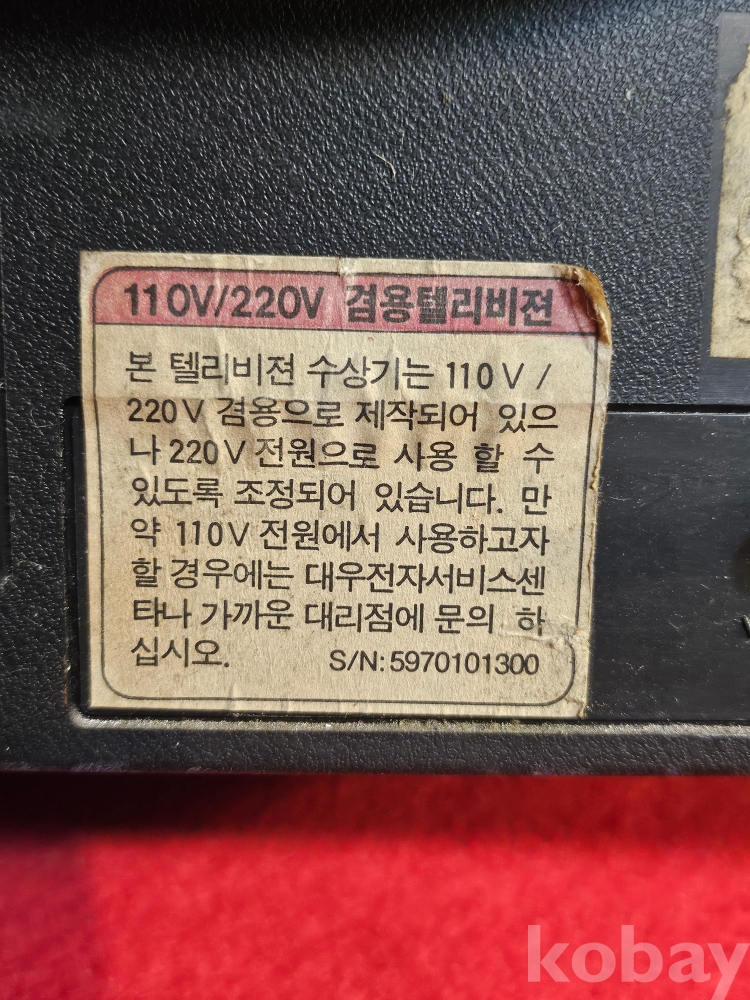 110V/220V 겸용텔리비젼
본 텔리비젼 수상기는 110V /
220V 겸용으로 제작되어 있으
나 220V 전원으로 사용 할 수
있도록 조정되어 있습니다. 만
약 110V 전원에서 사용하고자
할 경우에는 대우전자서비스센
타나 가까운 대리점에 문의 하
십시오. S/N: 5970101300
kobay